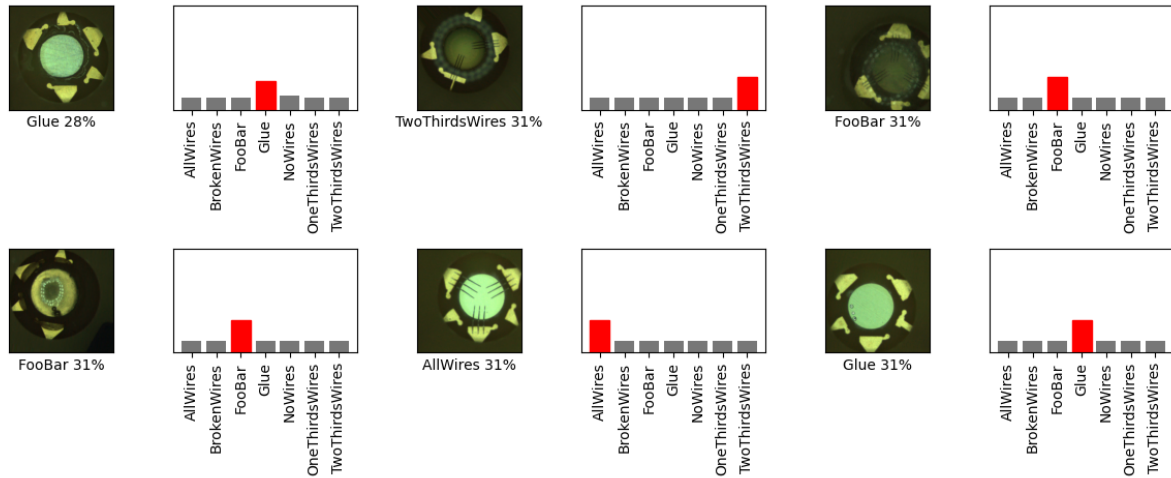 Glue 28%
AllWires
BrokenWires
FooBar
Glue
NoWires
OneThirdsWires
TwoThirdsWires
TwoThirdsWires 31%
AllWires
BrokenWires
FooBar
Glue
NoWires
OneThirdsWires
TwoThirdsWires
FooBar 31%
AllWires
BrokenWires
FooBar
Glue
NoWires
OneThirdsWires
TwoThirdsWires
FooBar 31%
AllWires
BrokenWires
FooBar
Glue
NoWires
OneThirdsWires
TwoThirdsWires
AllWires 31%
AllWires
BrokenWires
FooBar
Glue
NoWires
OneThirdsWires
TwoThirdsWires
Glue 31%
AllWires
BrokenWires
FooBar
Glue
NoWires
OneThirdsWires
TwoThirdsWires